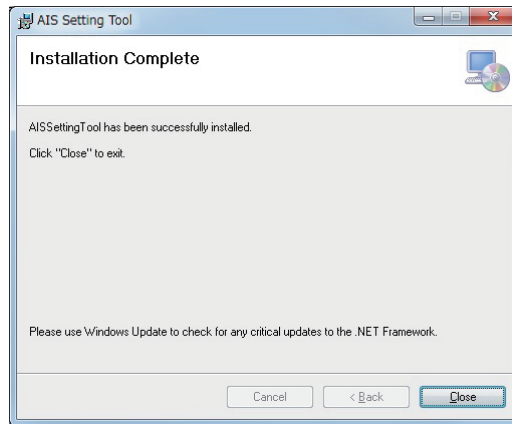 AIS Setting Tool
Installation Complete
AISSettingTool has been successfully installed.
Click "Close" to exit.
Please use Windows Update to check for any critical updates to the .NET Framework.
Cancel
< Back
Close